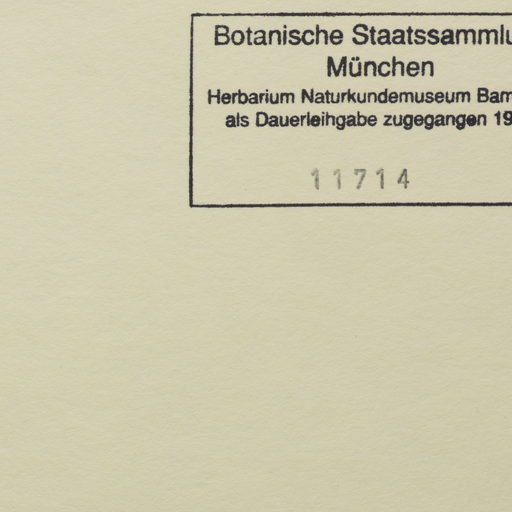 Botanische Staatssammlu
München
Herbarium Naturkundemuseum Bam
als Dauerleihgabe zugegangen 19
11714